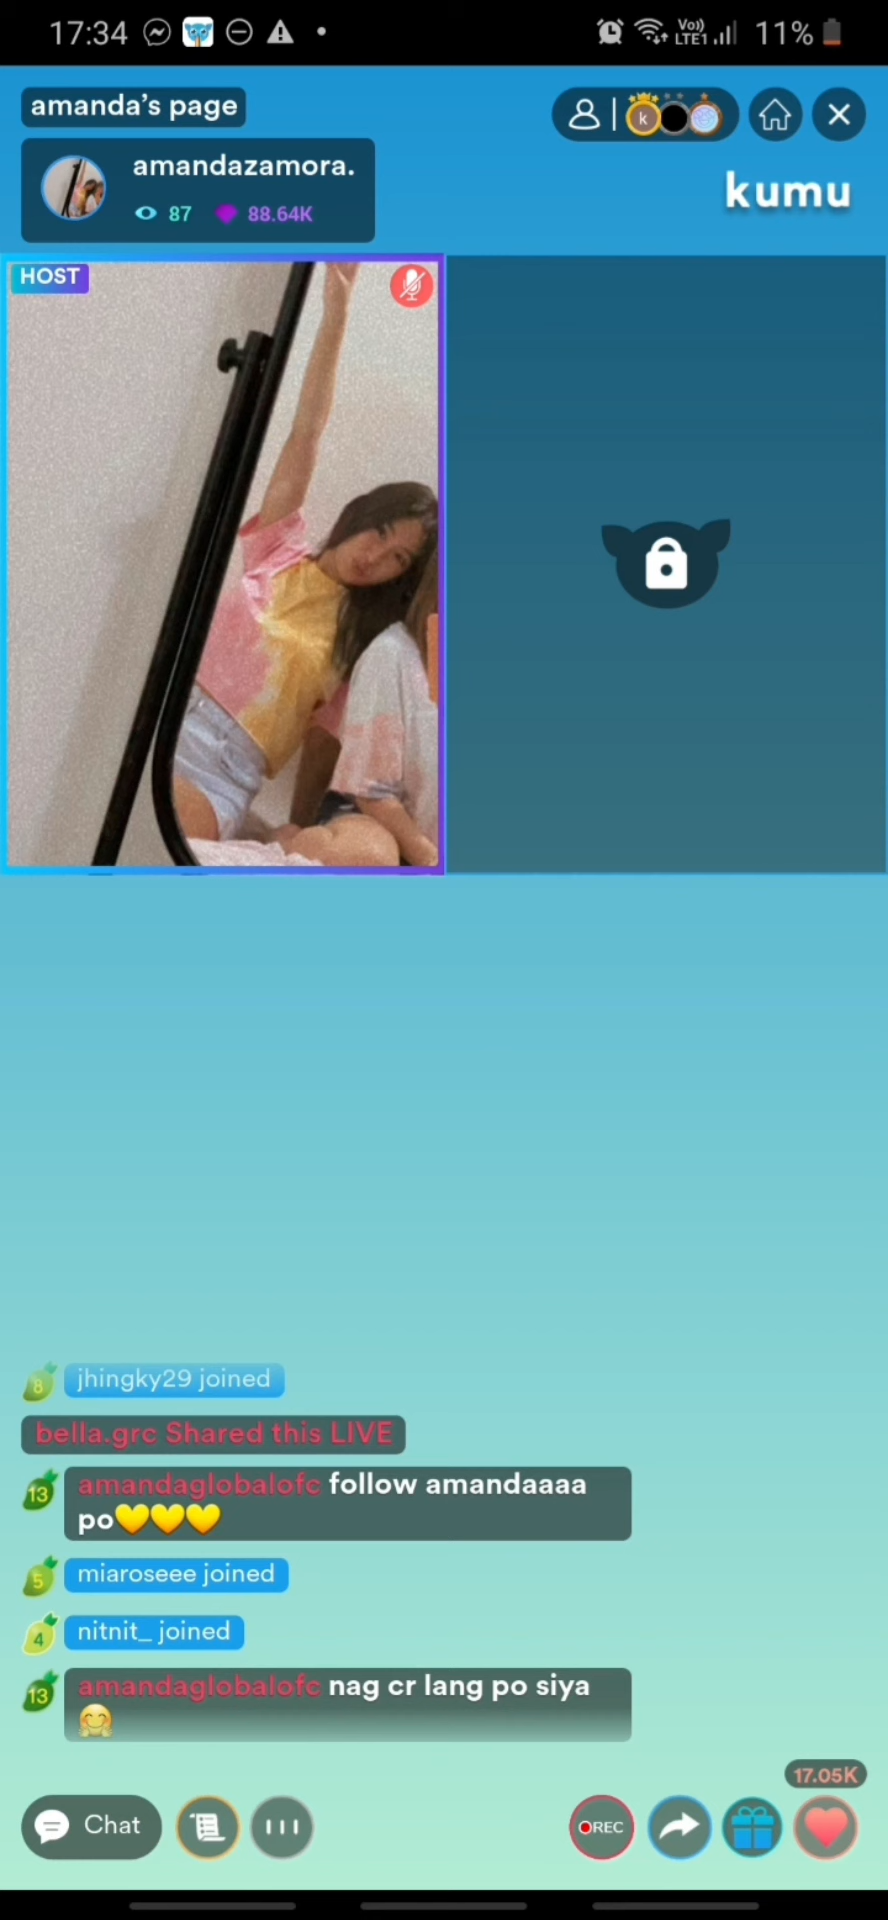 17:34
Vo))
LTE1
11%
amanda's page
k
amandazamora.
87
88.64K
kumu
HOST
8 jhingky29 joined
bella.grc Shared this LIVE
13 amandaglobalofc follow amandaaaa
po💛💛💛
5 miaroseee joined
4 nitnit_ joined
13 amandaglobalofc nag cr lang po siya
🤗
17.05K
Chat
REC